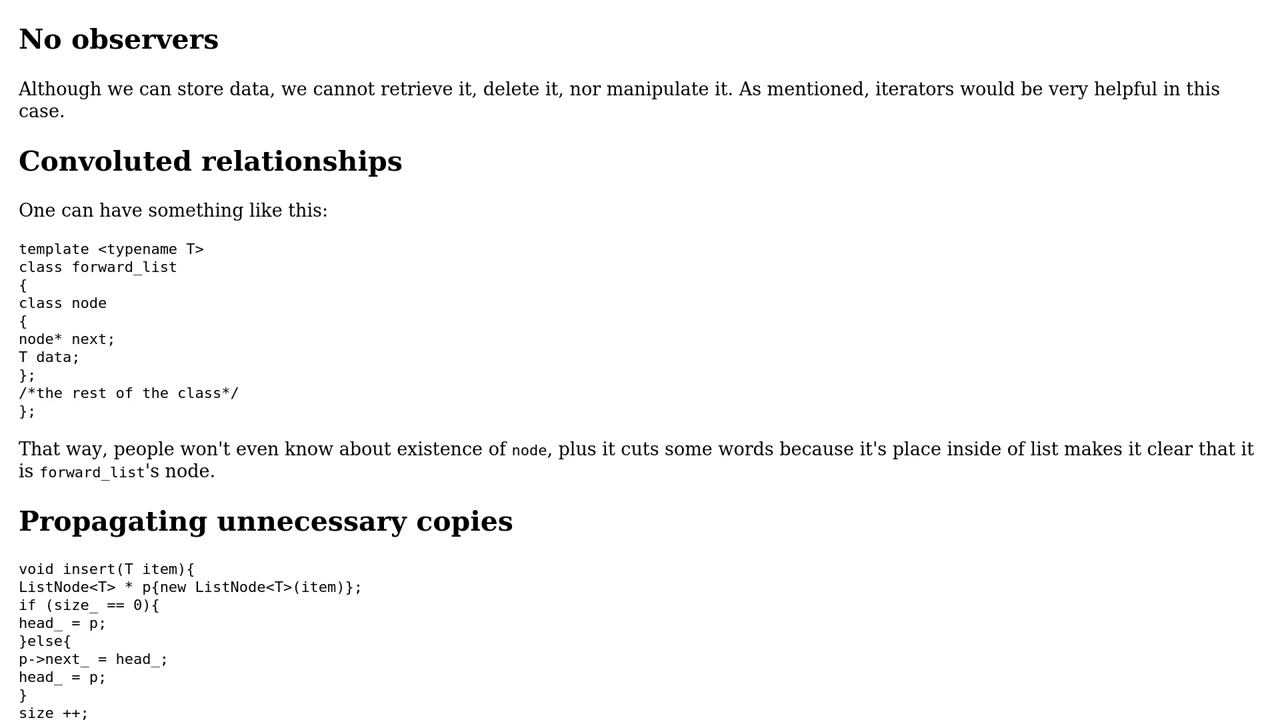 No observers
Although we can store data, we cannot retrieve it, delete it, nor manipulate it. As mentioned, iterators would be very helpful in this
case.
Convoluted relationships
One can have something like this:
template <typename T>
class forward_list
{
class node
{
node* next;
T data;
};
/*the rest of the class*/
};
That way, people won't even know about existence of node, plus it cuts some words because it's place inside of list makes it clear that it
is forward_list's node.
Propagating unnecessary copies
void insert(T item){
ListNode<T> * p{new ListNode<T>(item)};
if (size_ == 0){
head_ = p;
}else{
p->next_ = head_;
head_ = p;
}
size ++;